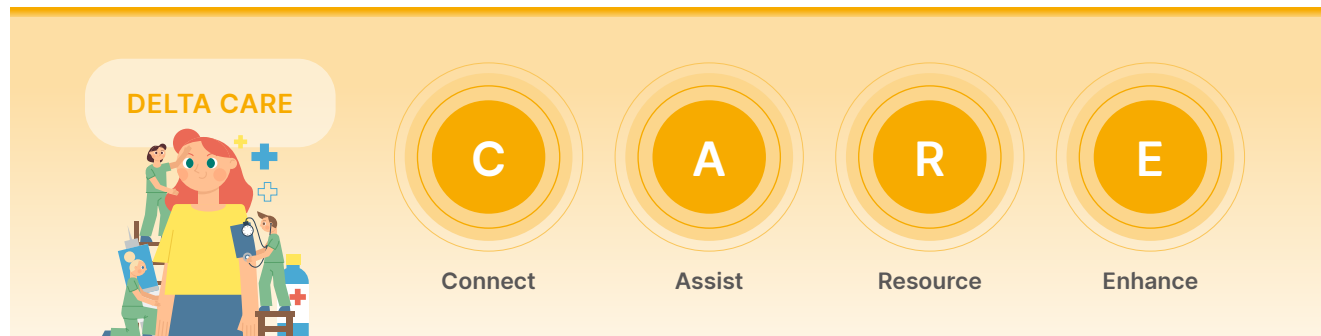 DELTA CARE
C
A
R
E
Connect
Assist
Resource
Enhance